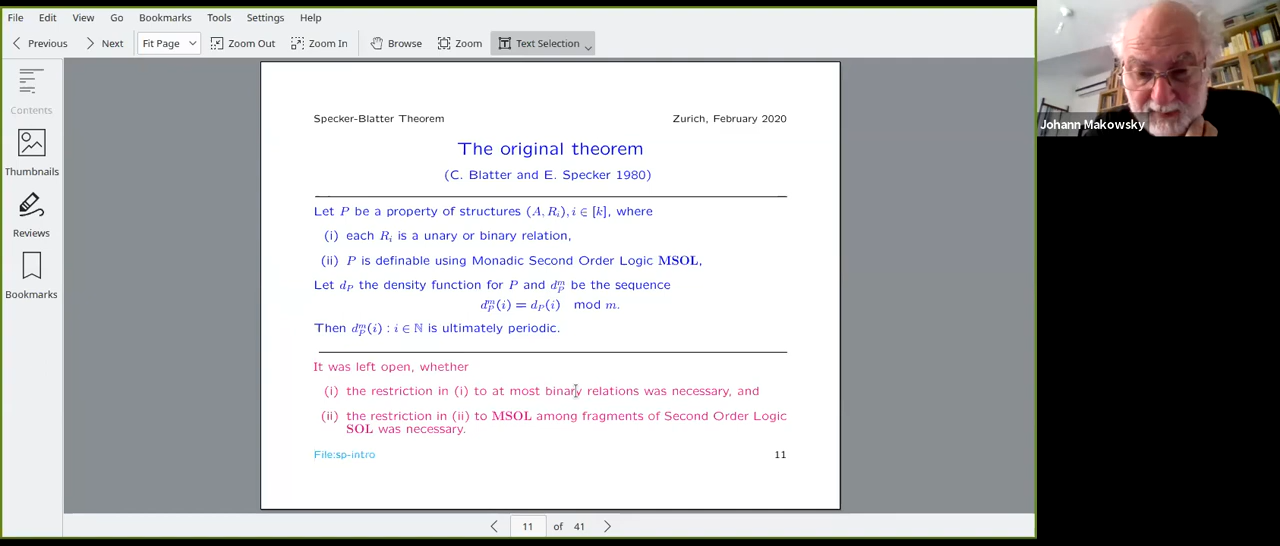 File Edit View Go Bookmarks Tools Settings Help
Previous Next Fit Page Zoom Out Zoom In Browse Zoom Text Selection
Contents
Thumbnails
Reviews
Bookmarks
Johann Makowsky
Specker-Blatter Theorem Zurich, February 2020
The original theorem
(C. Blatter and E. Specker 1980)
Let P be a property of structures (A, R_i), i ∈ [k], where
(i) each R_i is a unary or binary relation,
(ii) P is definable using Monadic Second Order Logic MSOL,
Let d_P the density function for P and d_P^m be the sequence
d_P^m(i) = d_P(i) mod m.
Then d_P^m(i) : i ∈ ℕ is ultimately periodic.
It was left open, whether
(i) the restriction in (i) to at most binary relations was necessary, and
(ii) the restriction in (ii) to MSOL among fragments of Second Order Logic
SOL was necessary.
File:sp-intro 11
11 of 41